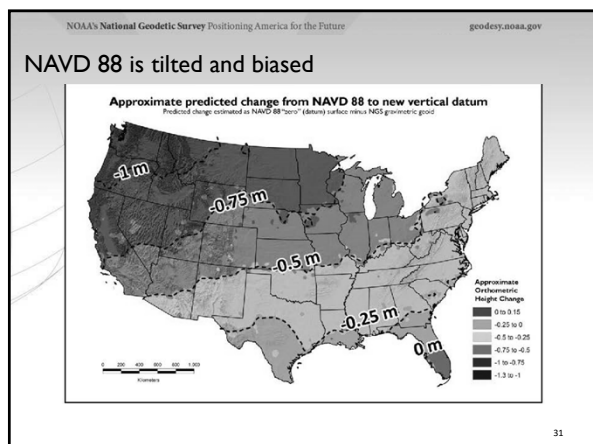 NOAA's National Geodetic Survey Positioning America for the Future geodesy.noaa.gov
NAVD 88 is tilted and biased
Approximate predicted change from NAVD 88 to new vertical datum
Predicted change estimated as NAVD 88 "zero" (datum) surface minus NGS gravimetric geoid
-1 m
-0.75 m
-0.5 m
-0.25 m
0 m
Approximate
Orthometric
Height Change
0 to 0.15
-0.25 to 0
-0.5 to -0.25
-0.75 to -0.5
-1 to -0.75
-1.3 to -1
0 200 400 600 800 1,000
Kilometers
31